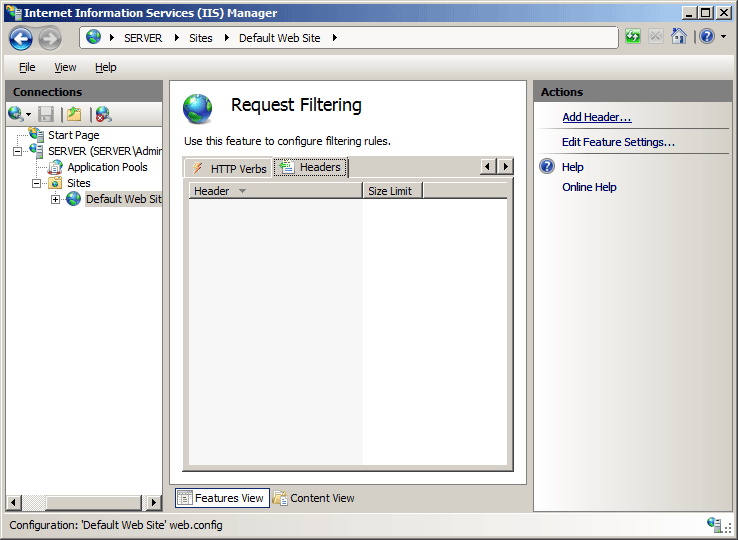 Internet Information Services (IIS) Manager
SERVER Sites Default Web Site
File View Help
Connections
Start Page
SERVER (SERVER\Admir
Application Pools
Sites
Default Web Sit
Request Filtering
Use this feature to configure filtering rules.
HTTP Verbs Headers
Header Size Limit
Features View Content View
Actions
Add Header...
Edit Feature Settings...
Help
Online Help
Configuration: 'Default Web Site' web.config